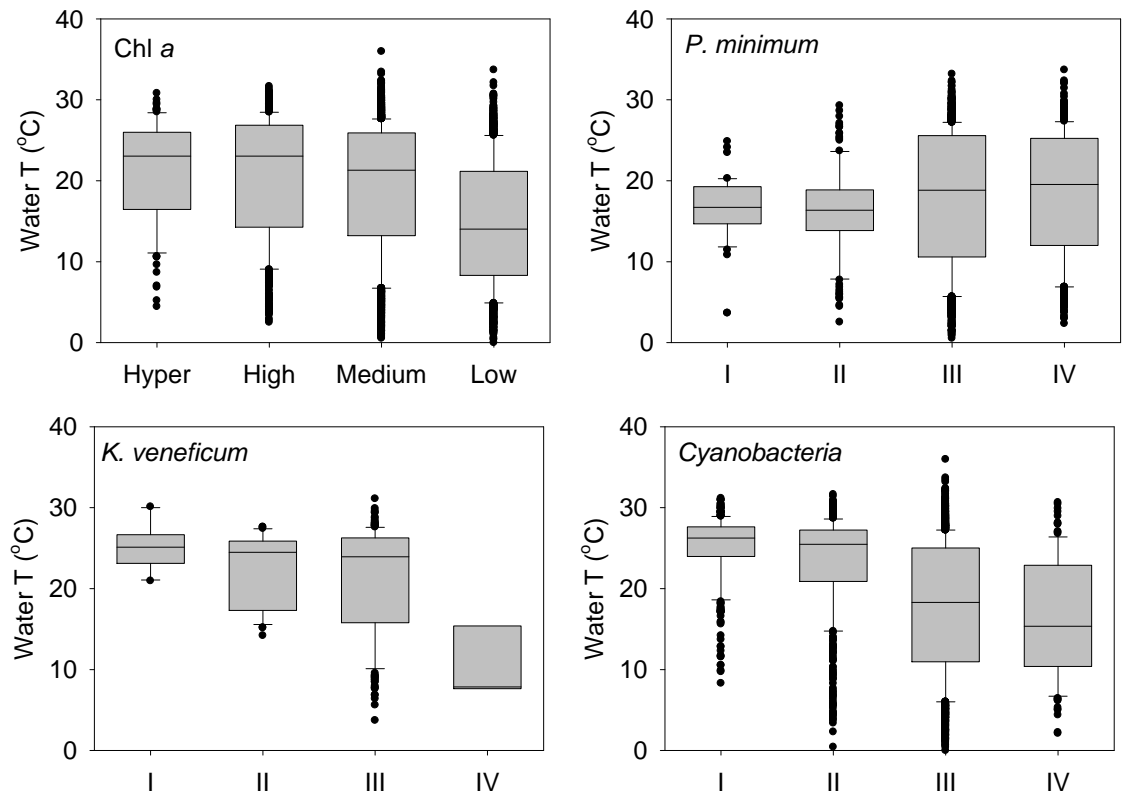 Chl a
Water T (°C)
40
30
20
10
0
Hyper High Medium Low
P. minimum
Water T (°C)
40
30
20
10
0
I II III IV
K. veneficum
Water T (°C)
40
30
20
10
0
I II III IV
Cyanobacteria
Water T (°C)
40
30
20
10
0
I II III IV